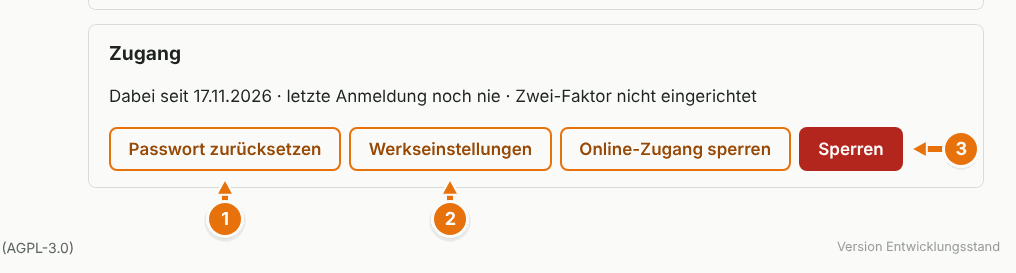 Zugang
Dabei seit 17.11.2026 · letzte Anmeldung noch nie · Zwei-Faktor nicht eingerichtet
Passwort zurücksetzen Werkseinstellungen Online-Zugang sperren Sperren 3
1 2
(AGPL-3.0) Version Entwicklungsstand